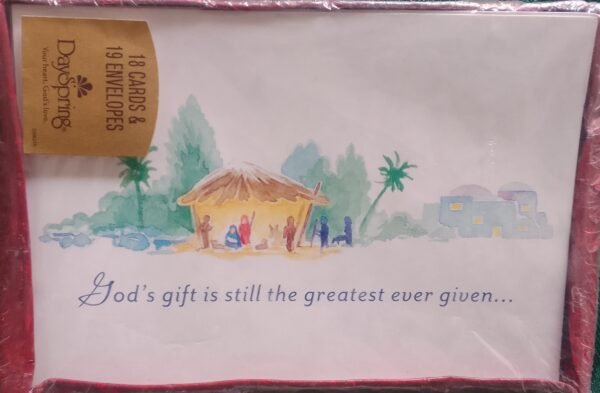 18 CARDS &
19 ENVELOPES
DaySpring®
Your heart. God's love.
God's gift is still the greatest ever given...